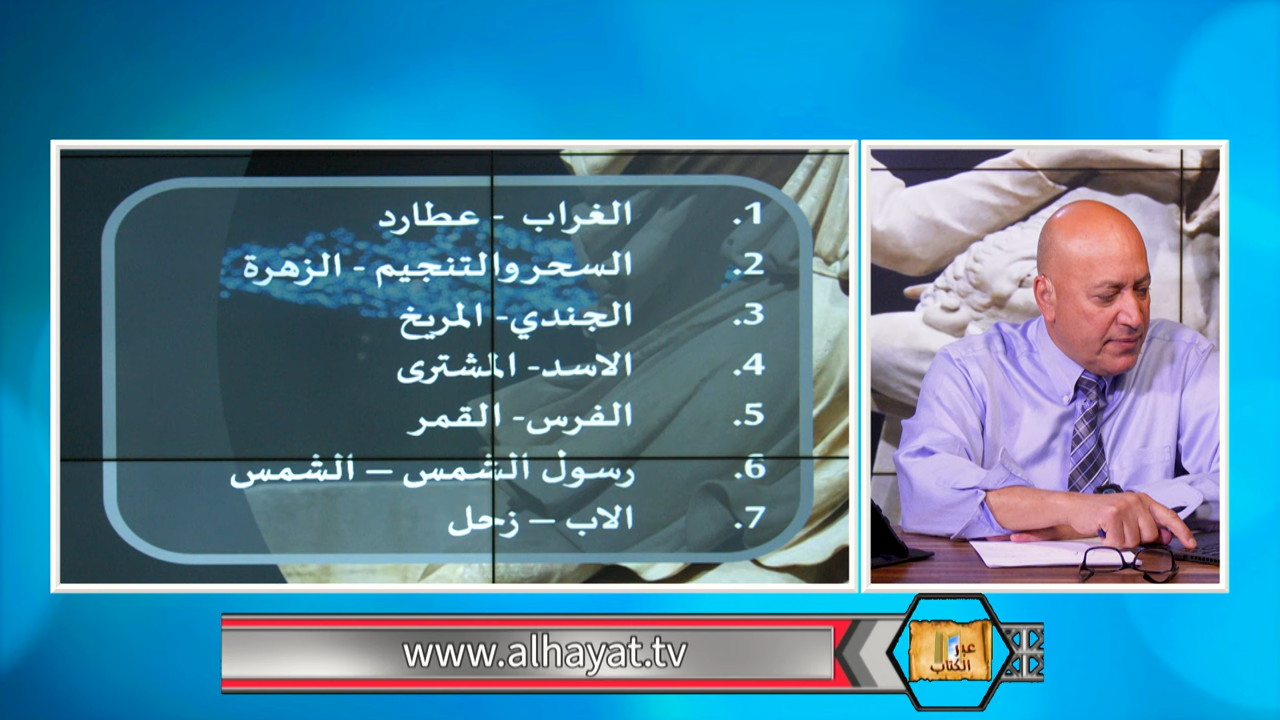 1. الغراب - عطارد
2. السحروالتنجيم - الزهرة
3. الجندي- المريخ
4. الاسد- المشترى
5. الفرس- القمر
6. رسول الشمس – الشمس
7. الاب – زحل
www.alhayat.tv
عبر
الكتاب